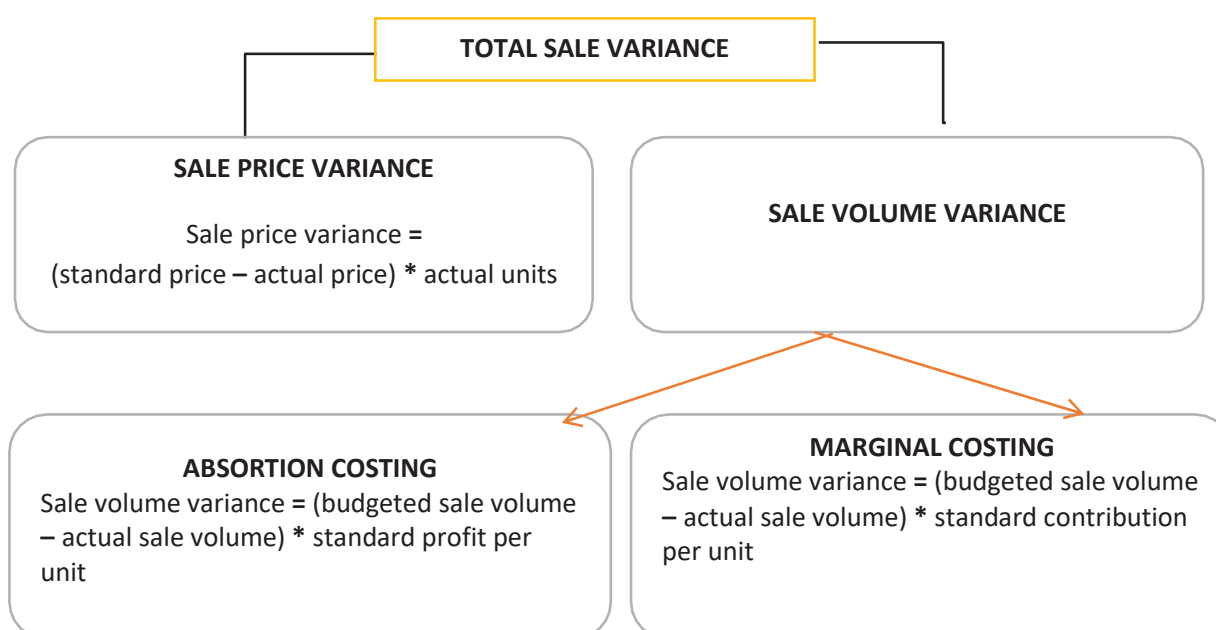 TOTAL SALE VARIANCE
SALE PRICE VARIANCE
Sale price variance =
(standard price – actual price) * actual units
SALE VOLUME VARIANCE
ABSORTION COSTING
Sale volume variance = (budgeted sale volume
– actual sale volume) * standard profit per
unit
MARGINAL COSTING
Sale volume variance = (budgeted sale volume
– actual sale volume) * standard contribution
per unit